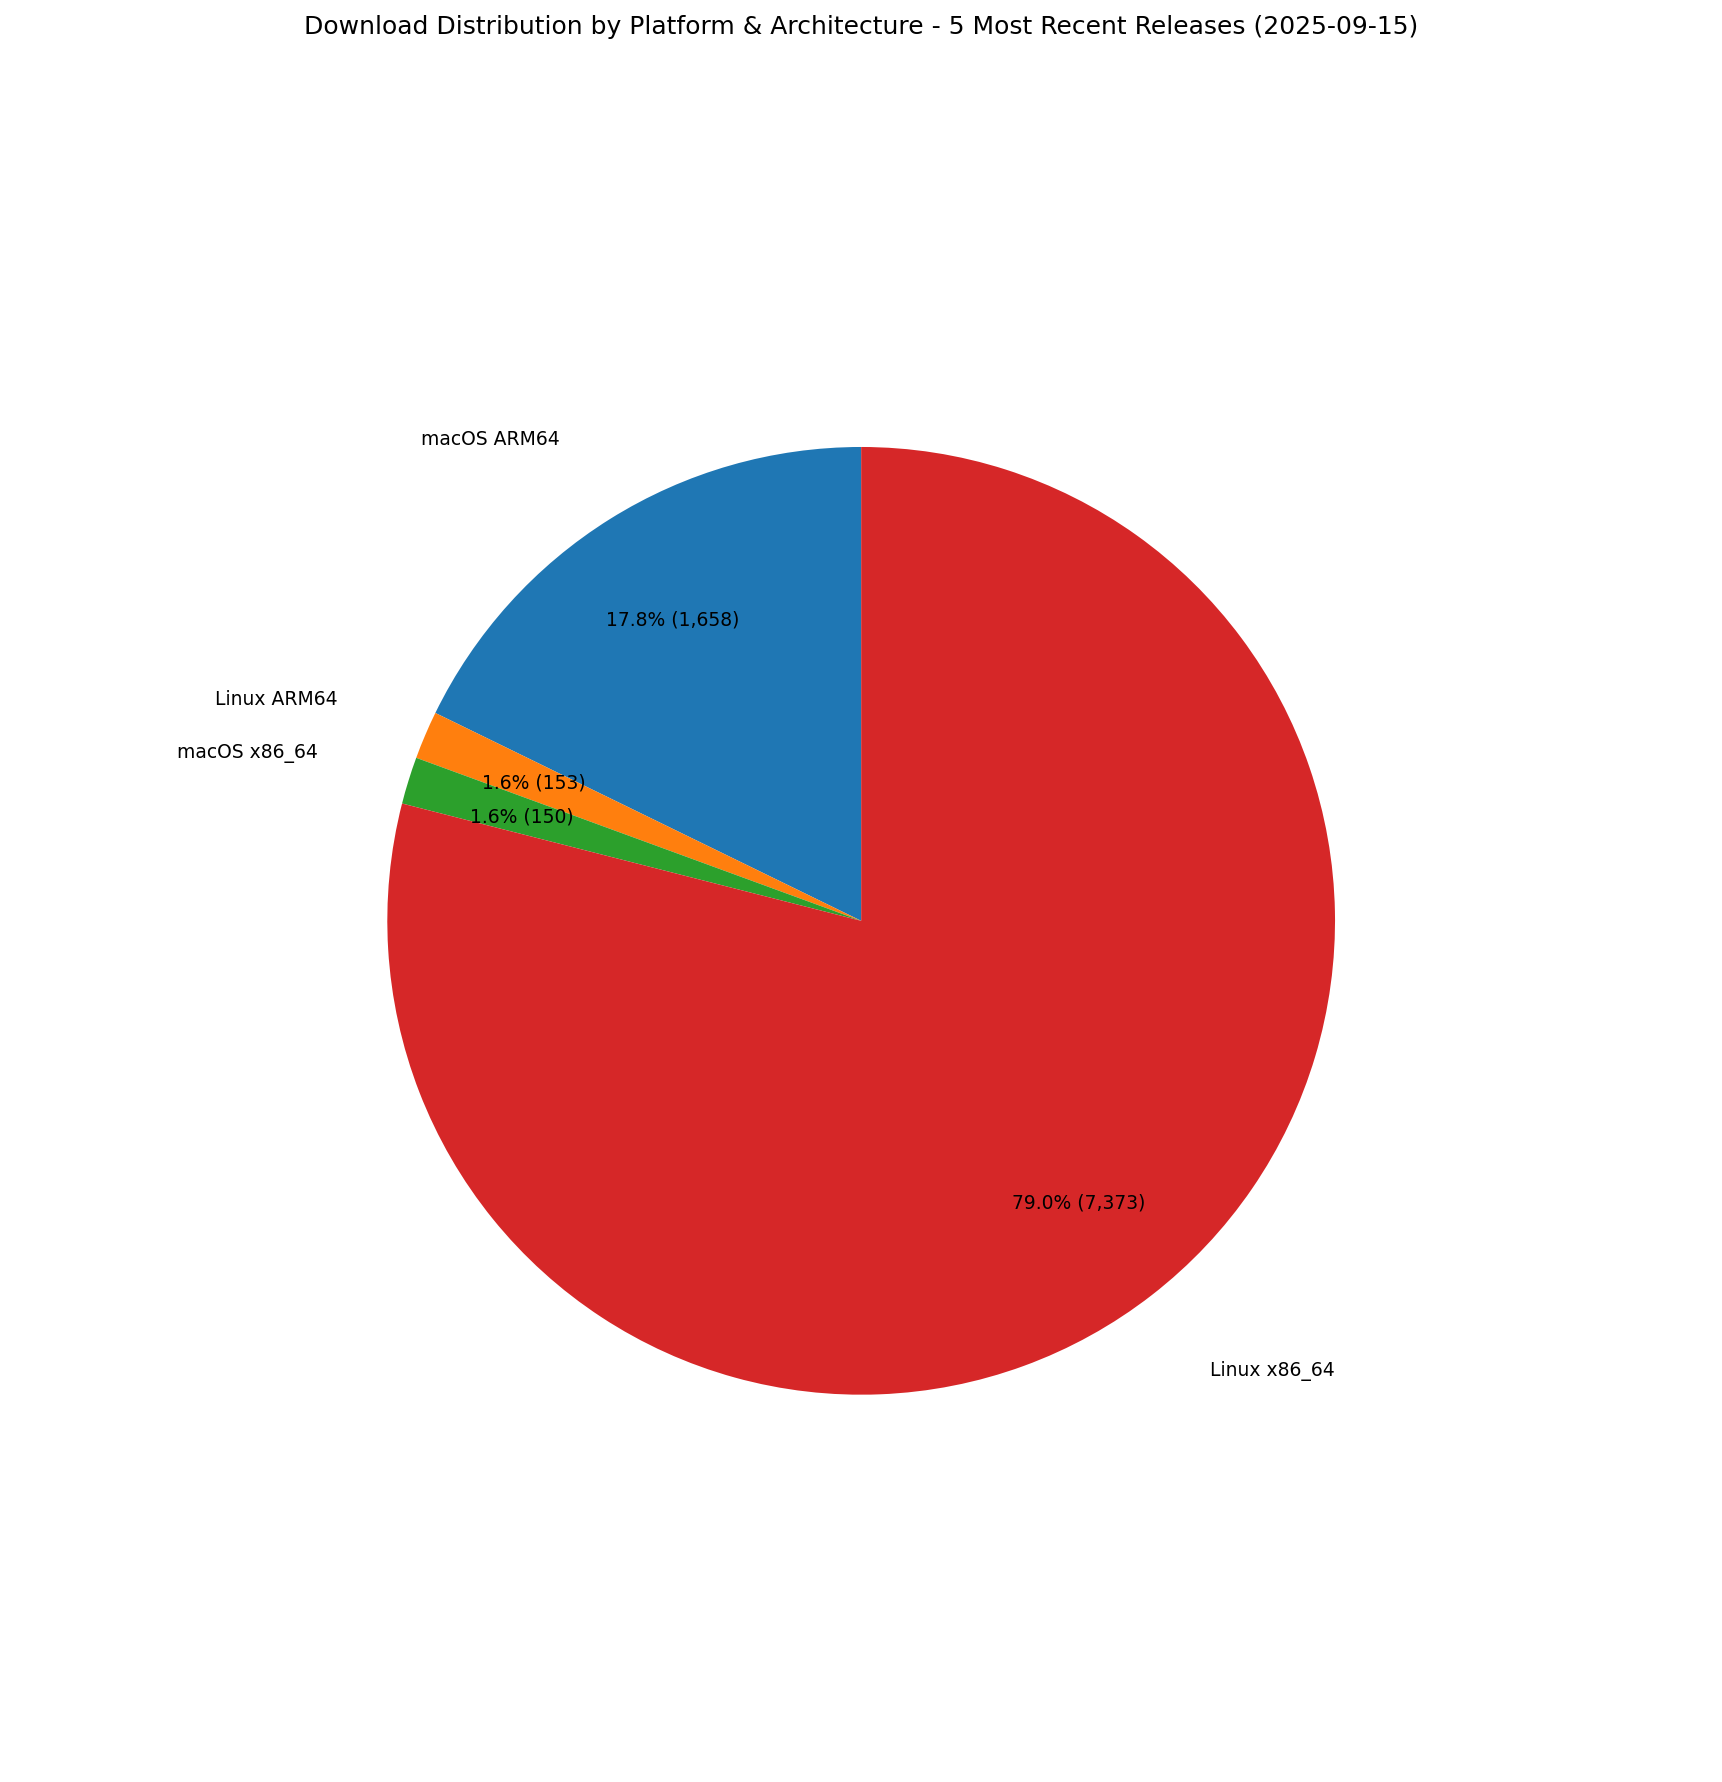 Download Distribution by Platform & Architecture - 5 Most Recent Releases (2025-09-15)
macOS ARM64
17.8% (1,658)
Linux ARM64
macOS x86_64
1.6% (153)
1.6% (150)
79.0% (7,373)
Linux x86_64